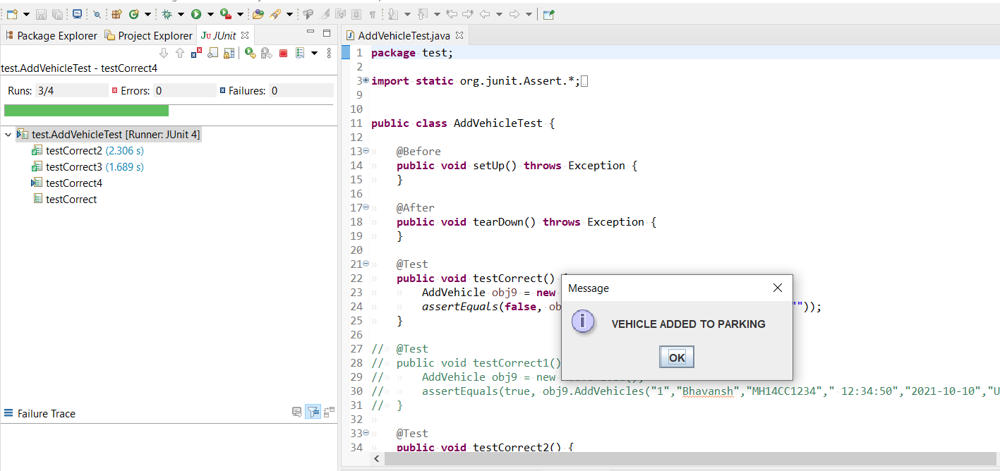 Package Explorer Project Explorer JUnit
test.AddVehicleTest - testCorrect4
Runs: 3/4 Errors: 0 Failures: 0
test.AddVehicleTest [Runner: JUnit 4]
testCorrect2 (2.306 s)
testCorrect3 (1.689 s)
testCorrect4
testCorrect
Failure Trace
AddVehicleTest.java
1 package test;
2
3 import static org.junit.Assert.*;
9
10
11 public class AddVehicleTest {
12
13 @Before
14 public void setUp() throws Exception {
15 }
16
17 @After
18 public void tearDown() throws Exception {
19 }
20
21 @Test
22 public void testCorrect() {
23 AddVehicle obj9 = new
24 assertEquals(false, ob ""));
25 }
26
27 // @Test
28 // public void testCorrect1()
29 // AddVehicle obj9 = new
30 // assertEquals(true, obj9.AddVehicles("1","Bhavansh","MH14CC1234"," 12:34:50","2021-10-10","U
31 // }
32
33 @Test
34 public void testCorrect2() {
Message
VEHICLE ADDED TO PARKING
OK